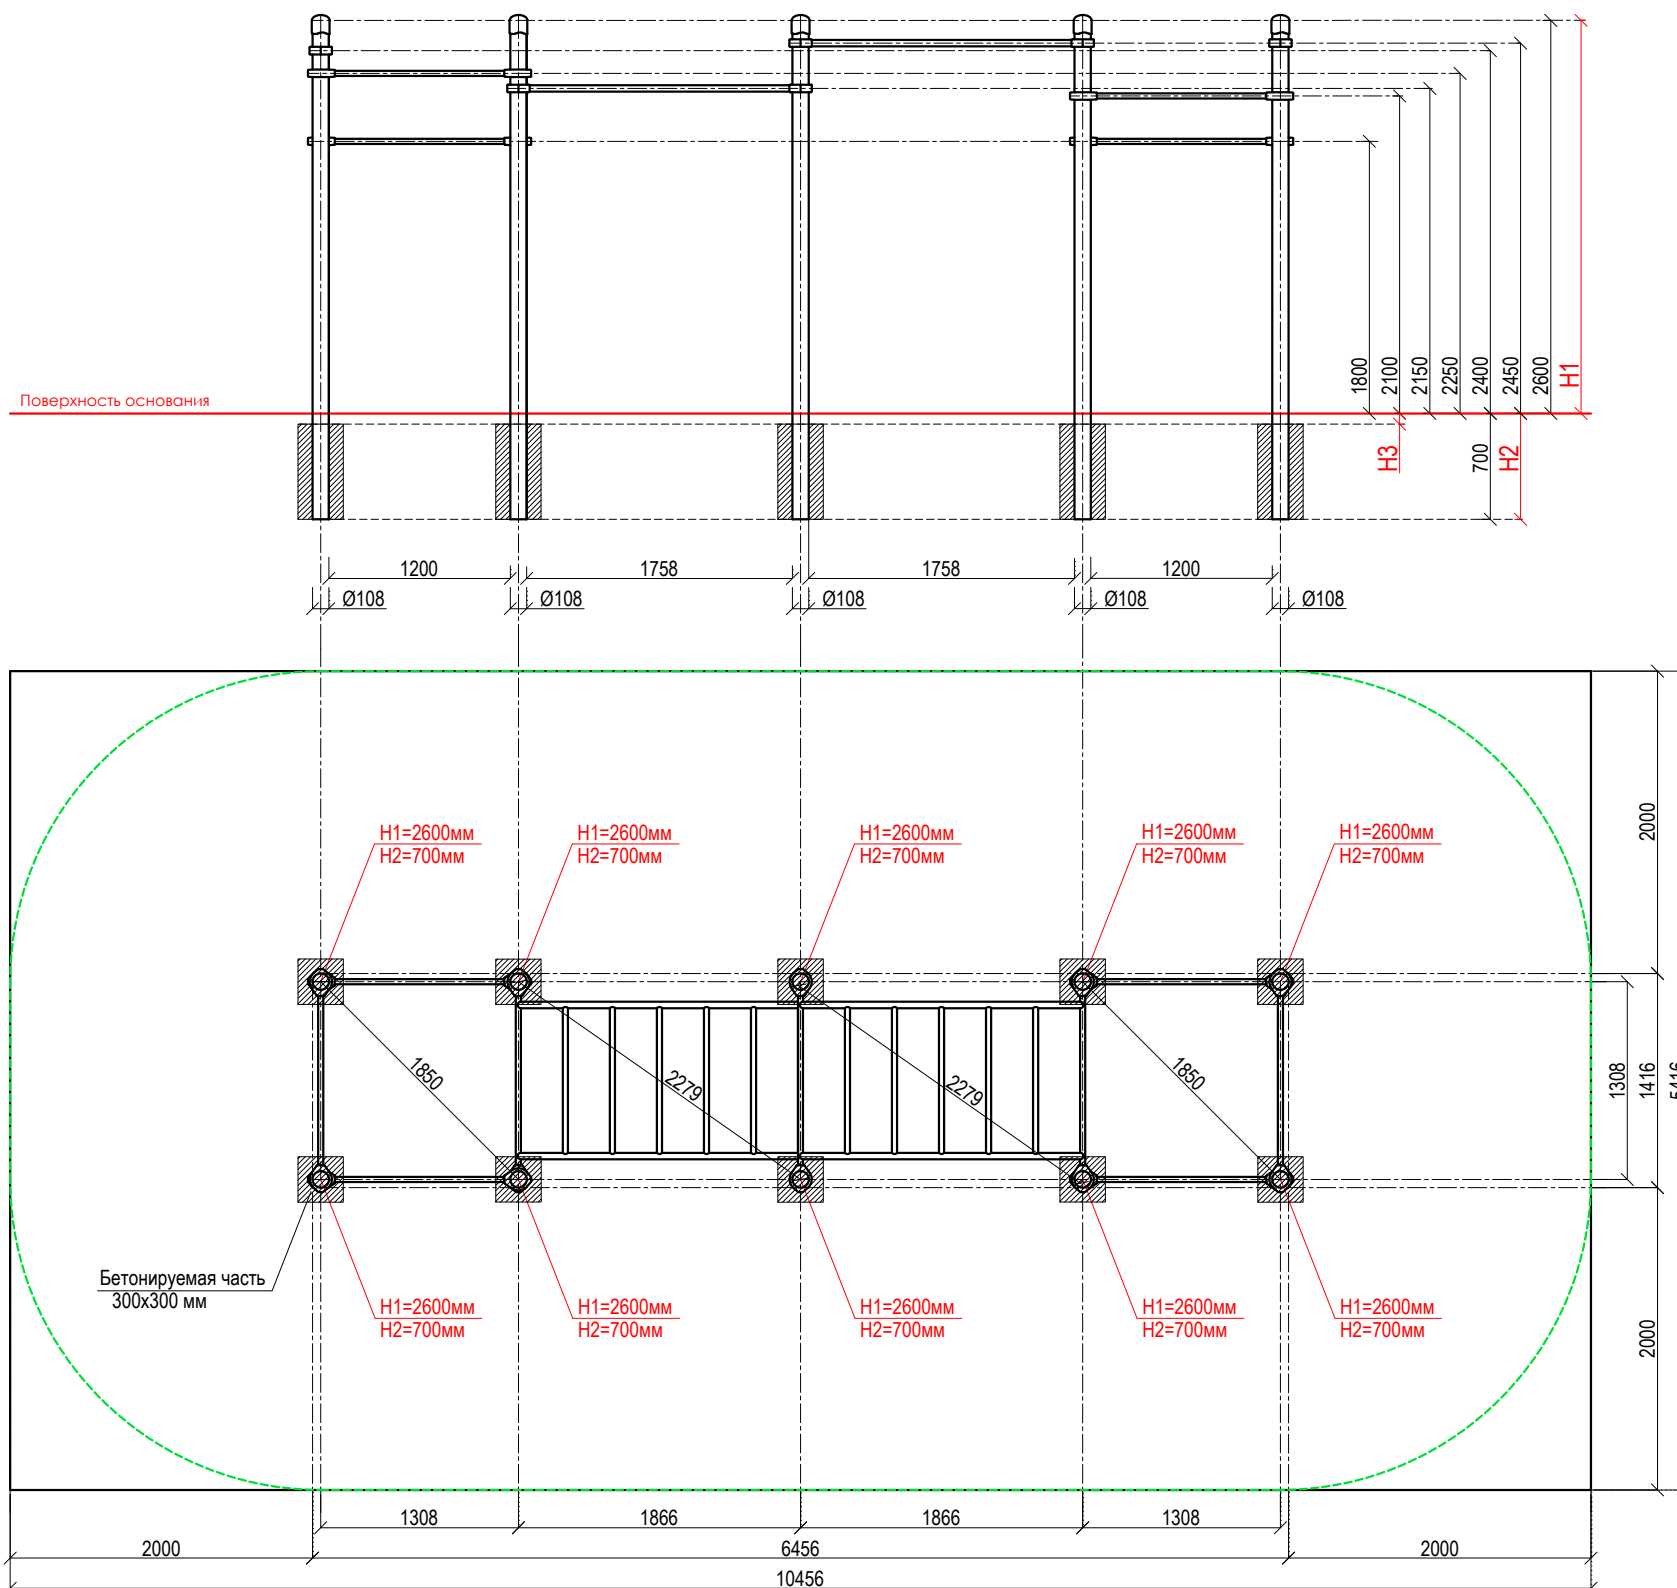 Поверхность основания
1800
2100
2150
2250
2400
2450
2600
H1
H3
700
H2
1200
1758
1758
1200
Ø108
Ø108
Ø108
Ø108
Ø108
H1=2600мм
H2=700мм
H1=2600мм
H2=700мм
H1=2600мм
H2=700мм
H1=2600мм
H2=700мм
H1=2600мм
H2=700мм
2000
1850
2279
2279
1850
1308
1416
5416
Бетонируемая часть
300х300 мм
H1=2600мм
H2=700мм
H1=2600мм
H2=700мм
H1=2600мм
H2=700мм
H1=2600мм
H2=700мм
H1=2600мм
H2=700мм
2000
1308
1866
1866
1308
2000
6456
2000
10456